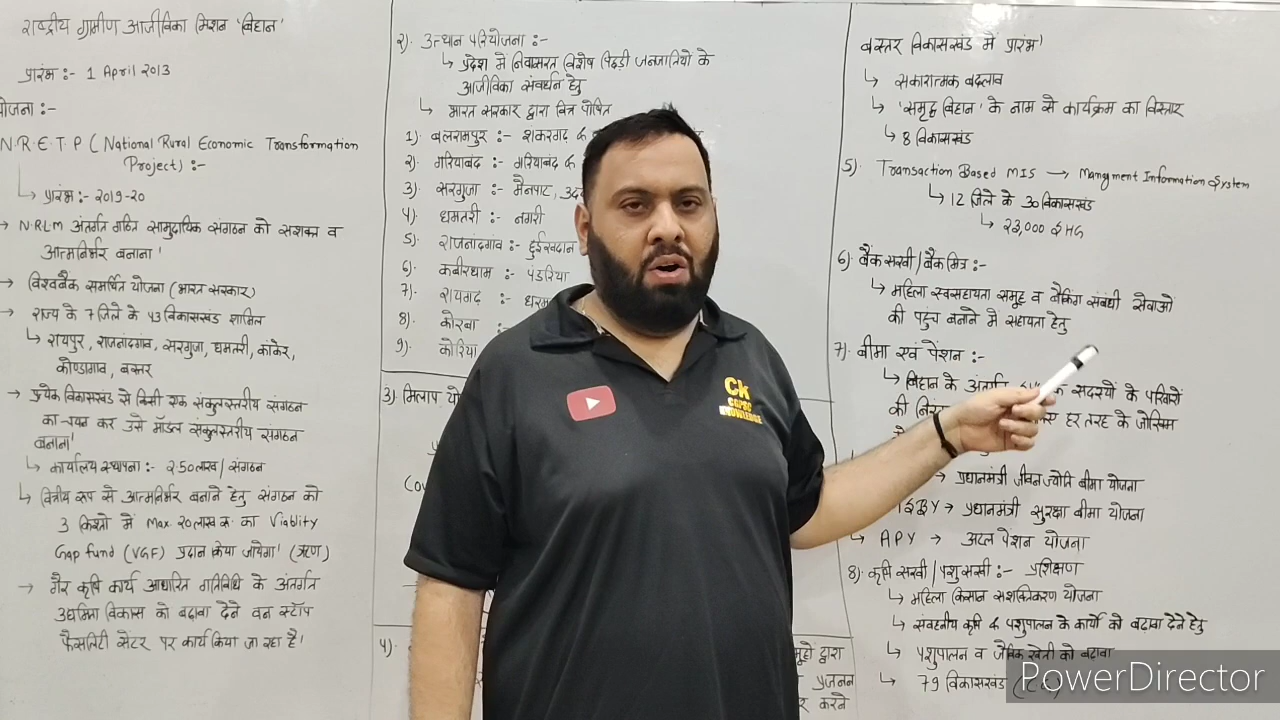 राष्ट्रीय ग्रामीण आजीविका मिशन 'बिहान'
प्रारंभ :- 1 April 2013
योजना :-
N.R.E.T.P ( National Rural Economic Transformation
Project) :-
↳ प्रारंभ :- 2019-20
→ N.R.L.M अंतर्गत गठित सामुदायिक संगठन को सशक्त व
आत्मनिर्भर बनाना।
→ विश्वबैंक समर्थित योजना (भारत सरकार)
→ राज्य के 7 जिले के 43 विकासखंड शामिल
↳ रायपुर, राजनांदगांव, सरगुजा, धमतरी, कांकेर,
कोण्डागांव, बस्तर
→ प्रत्येक विकासखंड से किसी एक संकुलस्तरीय संगठन
का चयन कर उसे मॉडल संकुलस्तरीय संगठन
बनाना।
↳ कार्यालय स्थापना :- 2.50 लाख / संगठन
↳ वित्तीय रूप से आत्मनिर्भर बनाने हेतु संगठन को
3 किश्तों में Max 20 लाख रु. का Viablity
Gap fund (VGF) प्रदान किया जायेगा। (ऋण)
→ गैर कृषि कार्य आधारित गतिविधि के अंतर्गत
उद्यमिता विकास को बढ़ावा देने वन स्टॉप
फैसलिटी सेंटर पर कार्य किया जा रहा है।
2). उत्थान परियोजना :-
↳ प्रदेश में निवासरत विशेष पिछड़ी जनजातियों के
आजीविका संवर्धन हेतु
↳ भारत सरकार द्वारा वित्त पोषित
1) बलरामपुर :- शंकरगढ़
2). गरियाबंद :- गरियाबंद
3). सरगुजा :- मैनपाट,
4). धमतरी :- नगरी
5). राजनांदगांव :-
6). कबीरधाम :- पंडरिया
7). रायगढ़ :-
8). कोरबा :-
9). कोरिया
3)
4).
द्वारा
प्रजनन
करने
बस्तर विकासखंड में प्रारंभ।
↳ सकारात्मक बदलाव
↳ 'समृद्ध बिहान' के नाम से कार्यक्रम का विस्तार
↳ 8 विकासखंड
5). Transaction Based MIS → Mangment Information System
↳ 12 जिले के 30 विकासखंड
↳ 23,000 SHG
6) बैंक सखी / बैंक मित्र :-
↳ महिला स्वसहायता समूह व बैंकिंग संबंधी सेवाओं
की पहुंच बनाने में सहायता हेतु
7). बीमा एवं पेंशन :-
↳ बिहान के अंतर्गत सदस्यों के परिवारों
की हर तरह के जोखिम
→ प्रधानमंत्री जीवन ज्योति बीमा योजना
→ प्रधानमंत्री सुरक्षा बीमा योजना
↳ APY → अटल पेंशन योजना
8). कृषि सखी / पशु सखी :- प्रशिक्षण
↳ महिला किसान सशक्तिकरण योजना
↳ संवहनीय कृषि व पशुपालन के कार्यों को बढ़ावा देने हेतु
↳ पशुपालन व जैविक खेती को बढ़ावा
↳ 79 विकासखंड
CK
CGPSC
KNOWLEDGE
PowerDirector